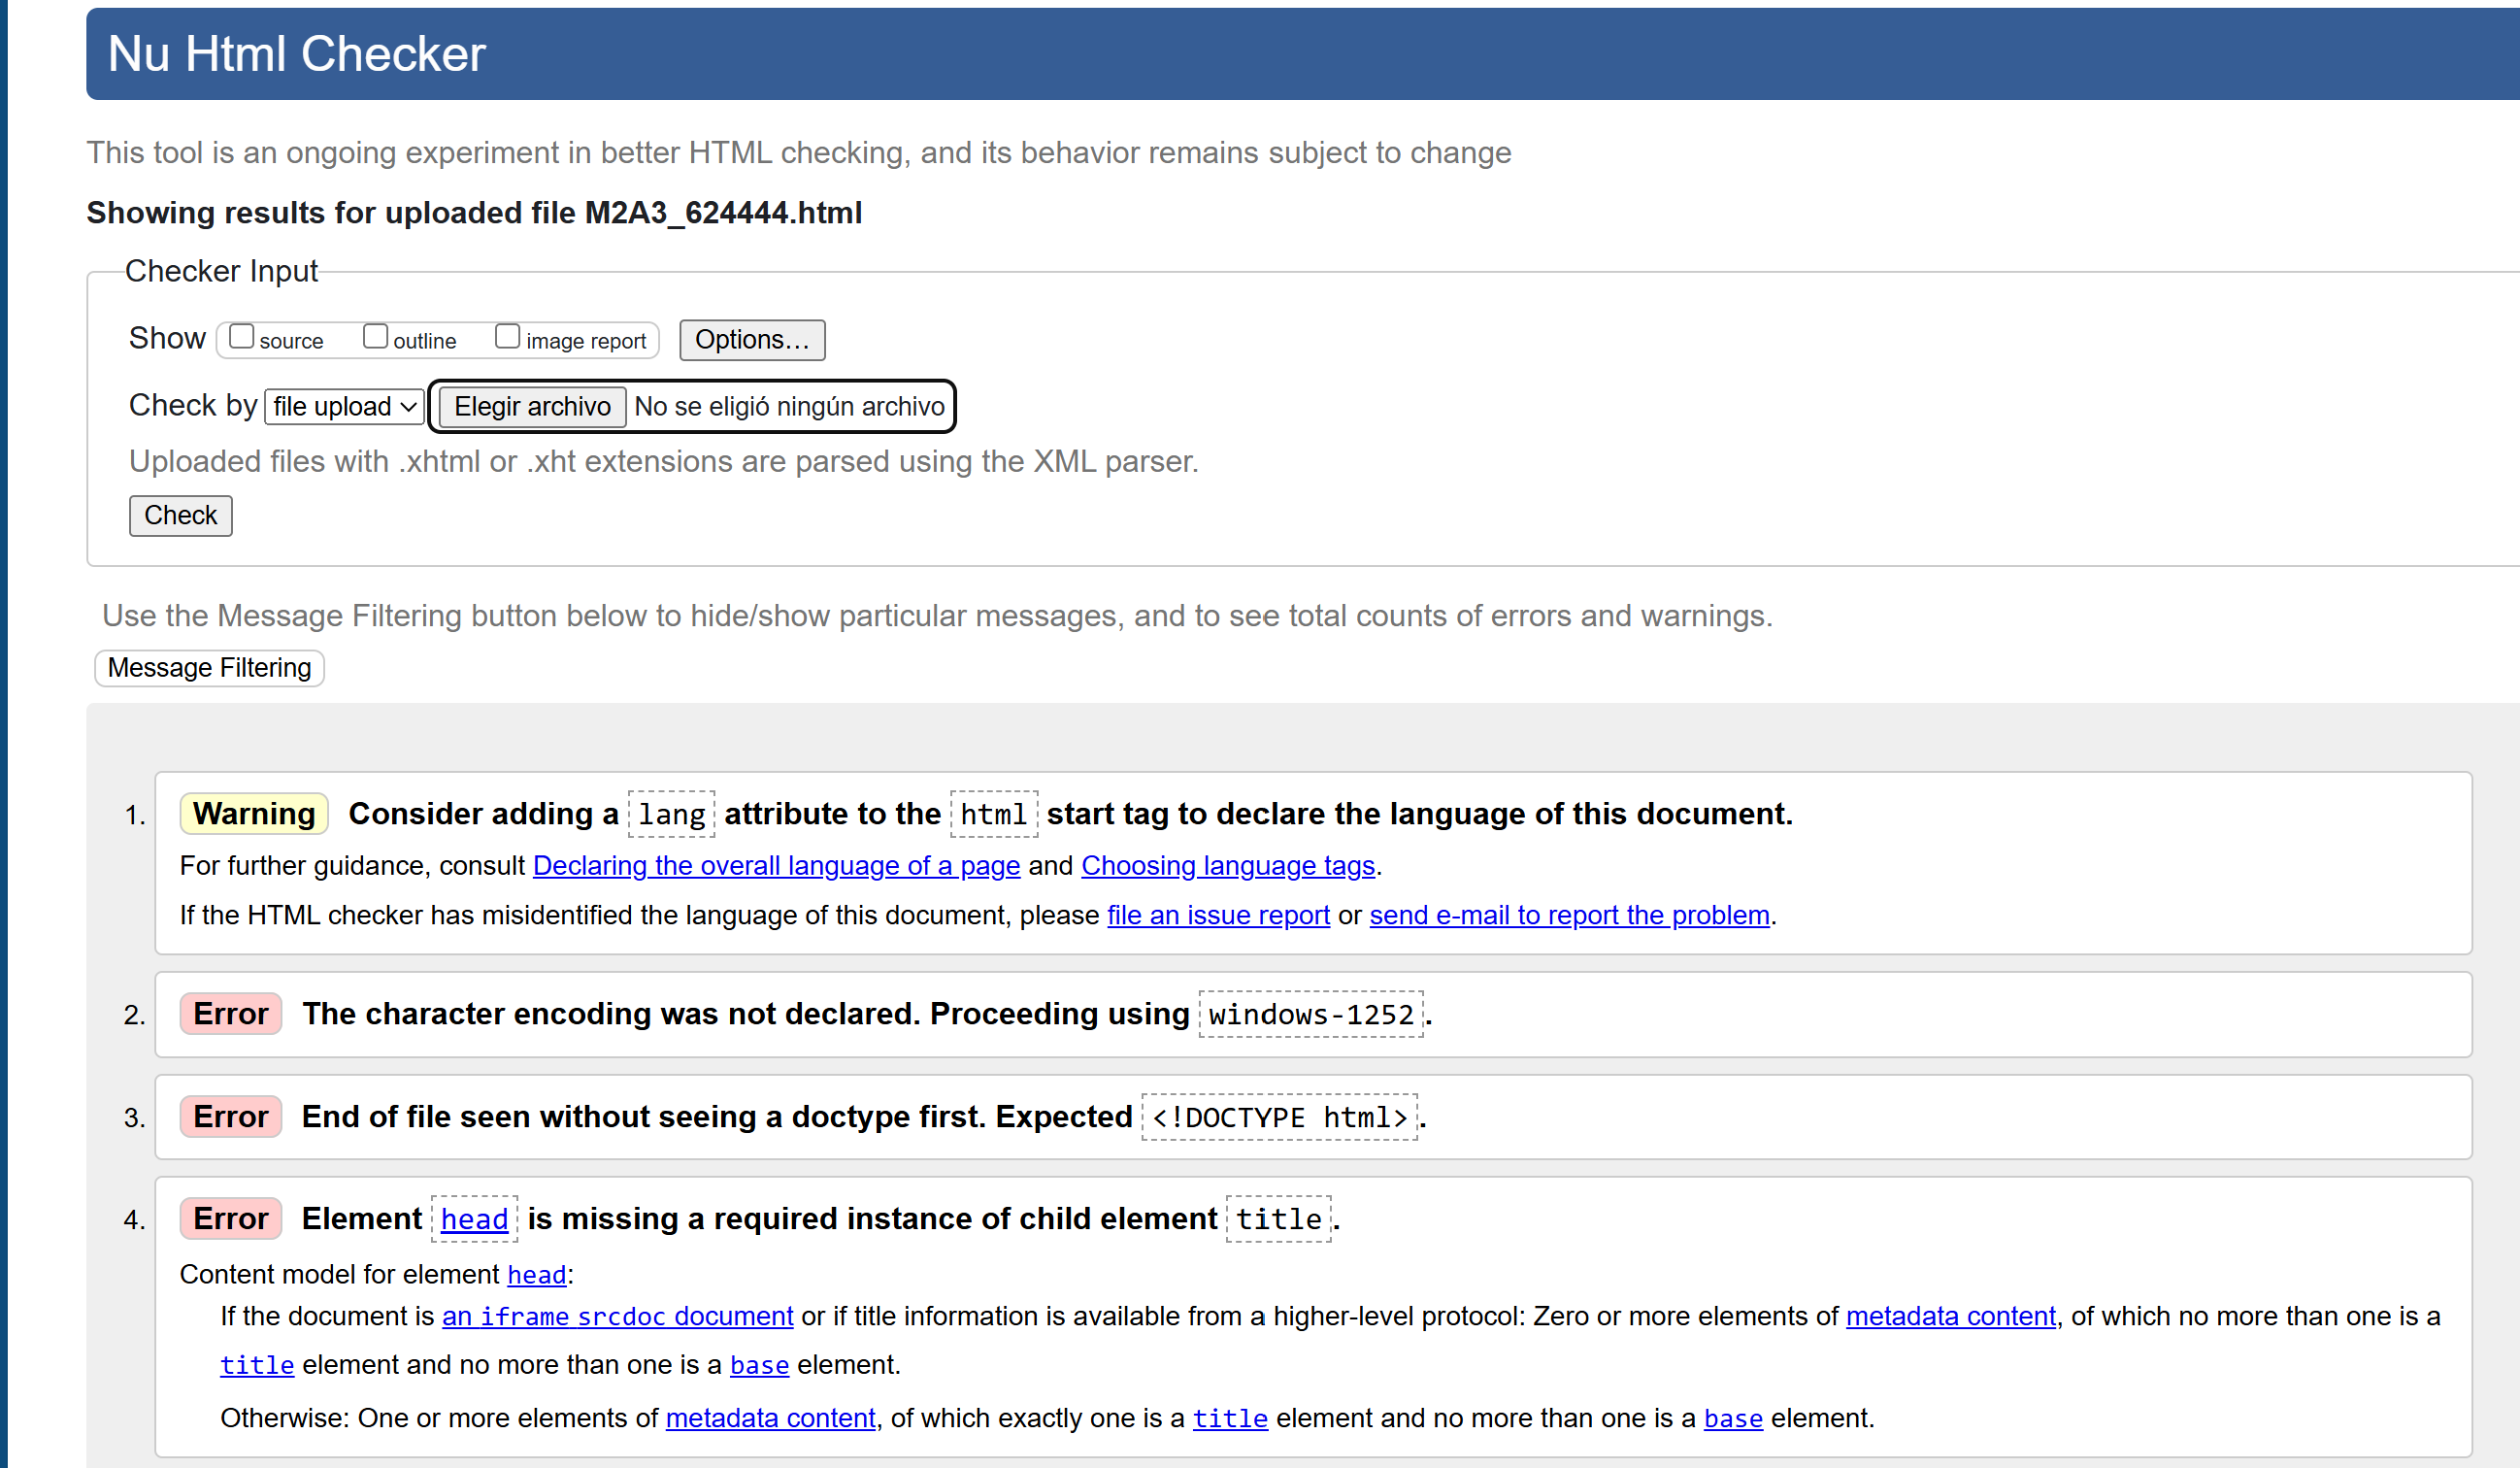 Nu Html Checker
This tool is an ongoing experiment in better HTML checking, and its behavior remains subject to change
Showing results for uploaded file M2A3_624444.html
Checker Input
Show source outline image report Options…
Check by file upload Elegir archivo No se eligió ningún archivo
Uploaded files with .xhtml or .xht extensions are parsed using the XML parser.
Check
Use the Message Filtering button below to hide/show particular messages, and to see total counts of errors and warnings.
Message Filtering
1. Warning Consider adding a lang attribute to the html start tag to declare the language of this document.
For further guidance, consult Declaring the overall language of a page and Choosing language tags.
If the HTML checker has misidentified the language of this document, please file an issue report or send e-mail to report the problem.
2. Error The character encoding was not declared. Proceeding using windows-1252.
3. Error End of file seen without seeing a doctype first. Expected <!DOCTYPE html>.
4. Error Element head is missing a required instance of child element title.
Content model for element head:
If the document is an iframe srcdoc document or if title information is available from a higher-level protocol: Zero or more elements of metadata content, of which no more than one is a
title element and no more than one is a base element.
Otherwise: One or more elements of metadata content, of which exactly one is a title element and no more than one is a base element.